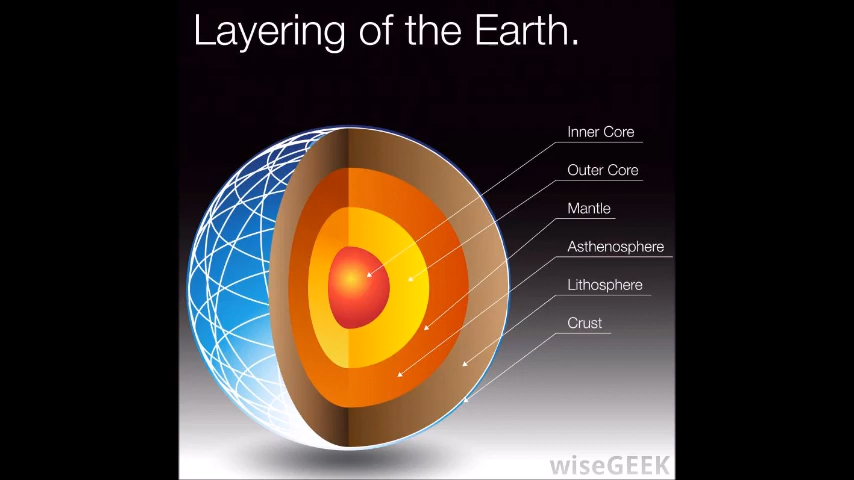 Layering of the Earth.
Inner Core
Outer Core
Mantle
Asthenosphere
Lithosphere
Crust
wiseGEEK